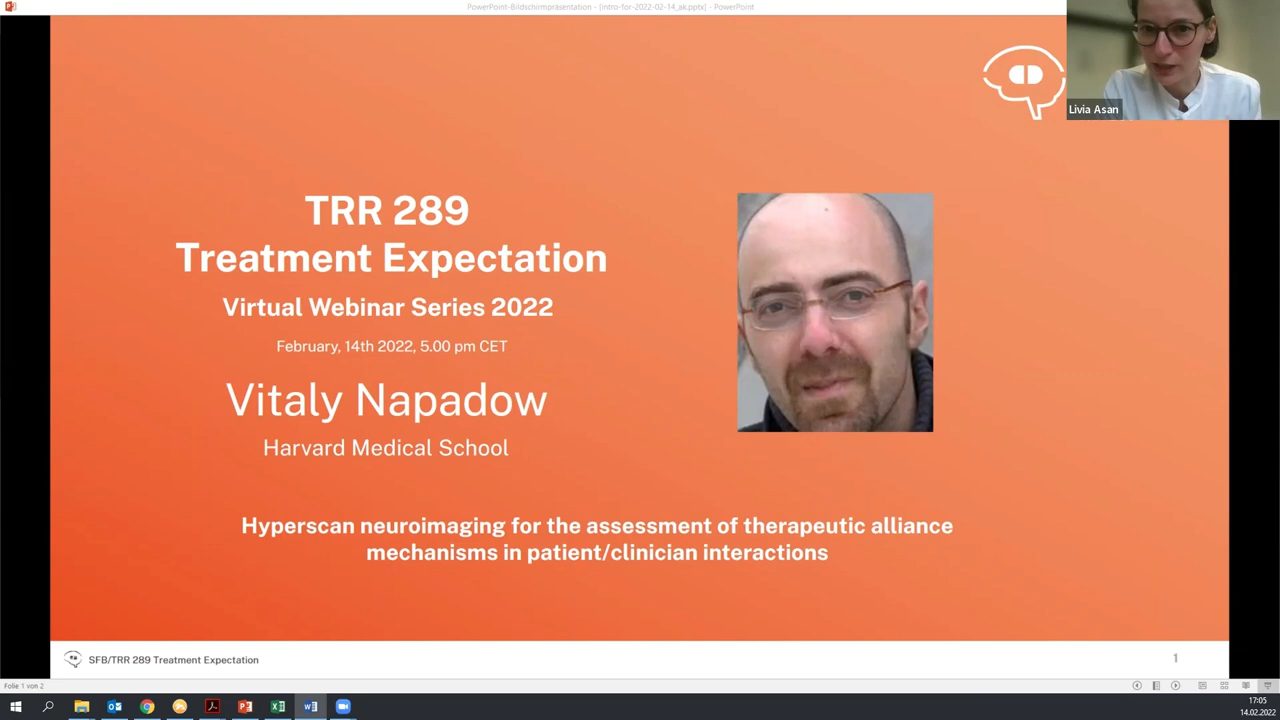 PowerPoint-Bildschirmpräsentation - [intro-for-2022-02-14_ak.pptx] - PowerPoint
Livia Asan
TRR 289
Treatment Expectation
Virtual Webinar Series 2022
February, 14th 2022, 5.00 pm CET
Vitaly Napadow
Harvard Medical School
Hyperscan neuroimaging for the assessment of therapeutic alliance
mechanisms in patient/clinician interactions
SFB/TRR 289 Treatment Expectation
1
Folie 1 von 2
17:05
14.02.2022